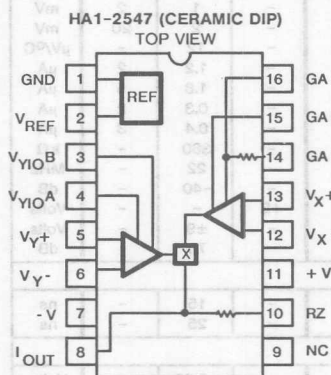 HA1-2547 (CERAMIC DIP)
TOP VIEW
GND 1
VREF 2
VYIOB 3
VYIOA 4
VY+ 5
VY- 6
-V 7
IOUT 8
REF
X
16 GA
15 GA
14 GA
13 VX+
12 VX
11 +V
10 RZ
9 NC